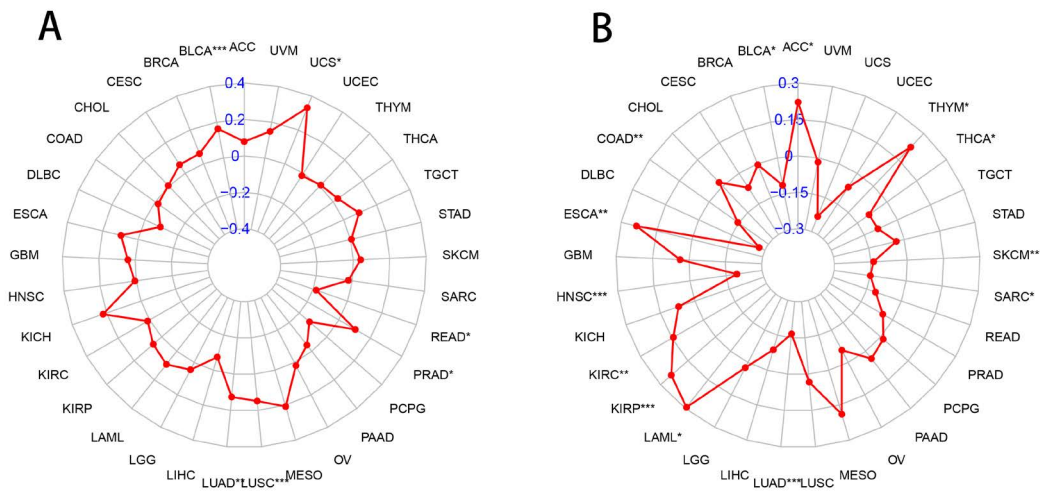 A
ACC
UVM
UCS*
UCEC
THYM
THCA
TGCT
STAD
SKCM
SARC
READ*
PRAD*
PCPG
PAAD
OV
MESO
LUSC***
LUAD**
LIHC
LGG
LAML
KIRP
KIRC
KICH
HNSC
GBM
ESCA
DLBC
COAD
CHOL
CESC
BRCA
BLCA***
0.4
0.2
0
−0.2
−0.4
B
ACC*
UVM
UCS
UCEC
THYM*
THCA*
TGCT
STAD
SKCM**
SARC*
READ
PRAD
PCPG
PAAD
OV
MESO
LUSC
LUAD***
LIHC
LGG
LAML*
KIRP***
KIRC**
KICH
HNSC***
GBM
ESCA**
DLBC
COAD**
CHOL
CESC
BRCA
BLCA*
0.3
0.15
0
−0.15
−0.3